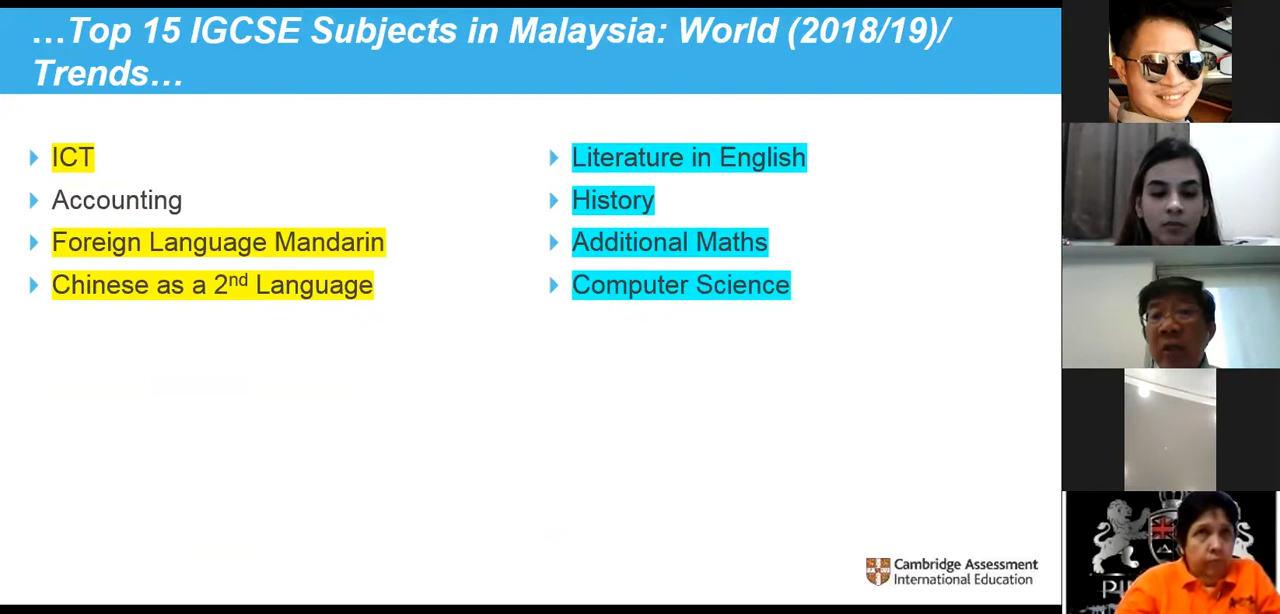 …Top 15 IGCSE Subjects in Malaysia: World (2018/19)/
Trends…
ICT
Accounting
Foreign Language Mandarin
Chinese as a 2nd Language
Literature in English
History
Additional Maths
Computer Science
Cambridge Assessment
International Education